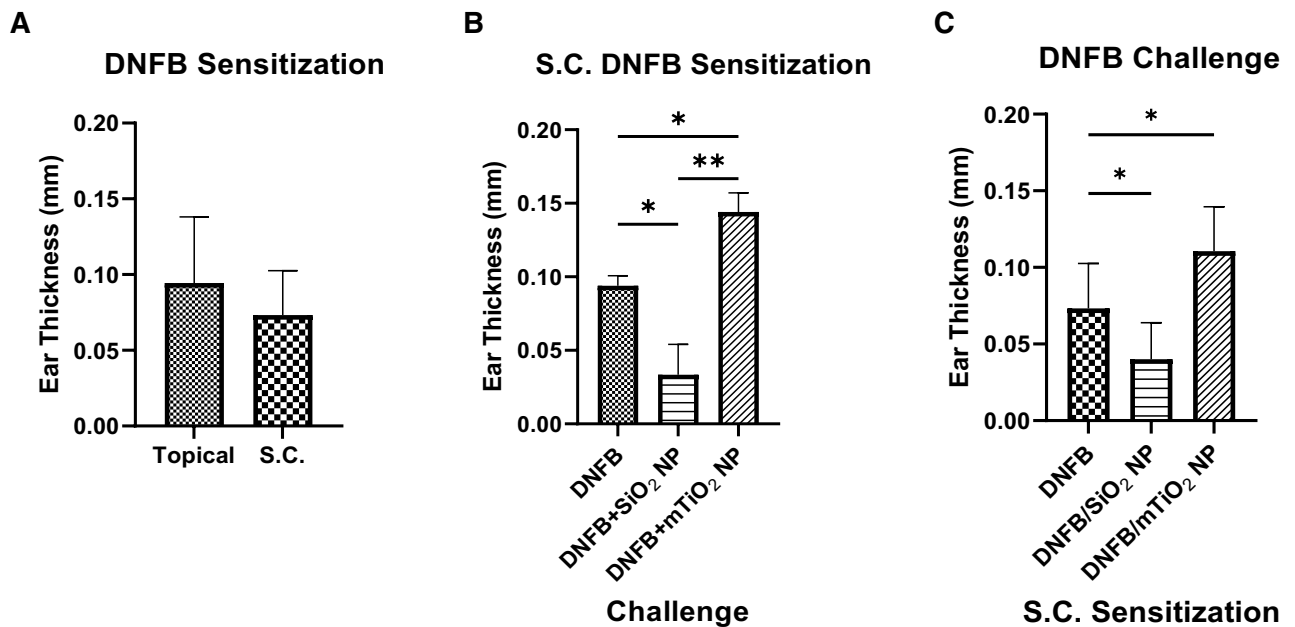 A
DNFB Sensitization
Ear Thickness (mm)
0.20
0.15
0.10
0.05
0.00
Topical
S.C.
B
S.C. DNFB Sensitization
Ear Thickness (mm)
0.20
0.15
0.10
0.05
0.00
*
**
*
DNFB
DNFB+SiO₂ NP
DNFB+mTiO₂ NP
Challenge
C
DNFB Challenge
Ear Thickness (mm)
0.20
0.15
0.10
0.05
0.00
*
*
DNFB
DNFB/SiO₂ NP
DNFB/mTiO₂ NP
S.C. Sensitization